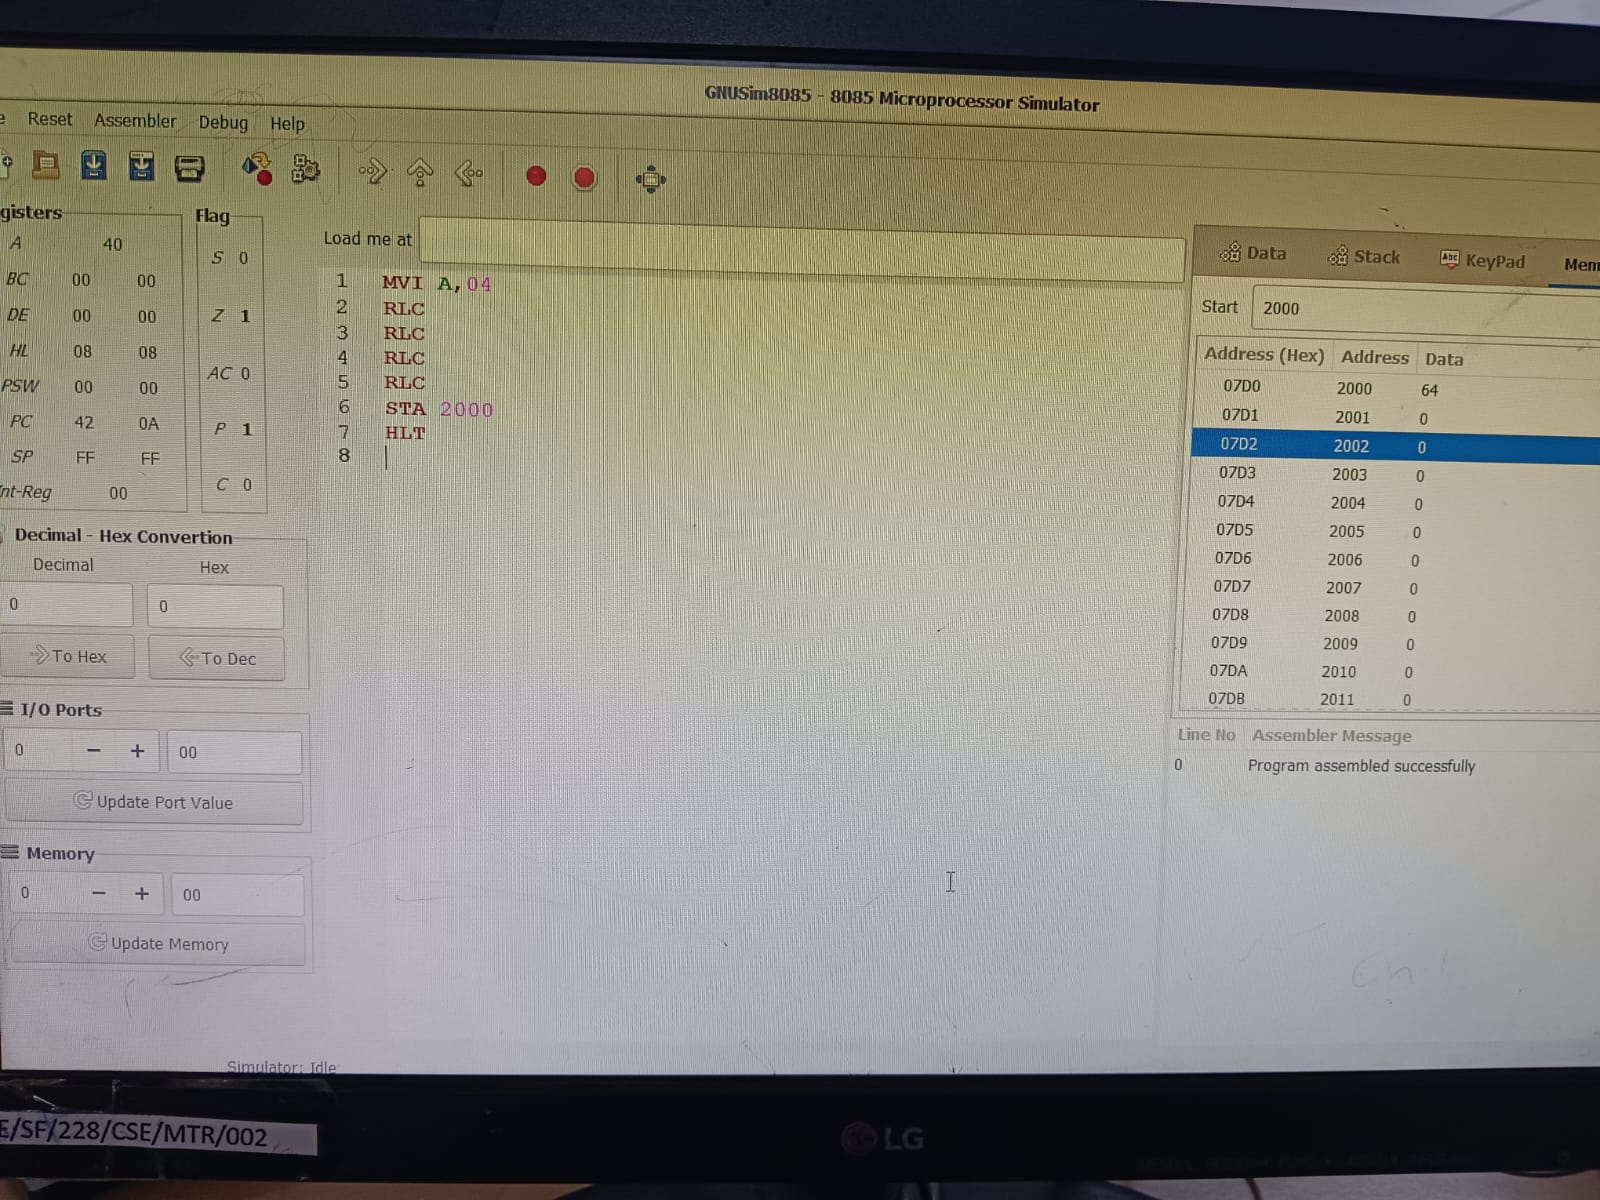 GNUSim8085 - 8085 Microprocessor Simulator
Reset Assembler Debug Help
gisters
A 40
BC 00 00
DE 00 00
HL 08 08
PSW 00 00
PC 42 0A
SP FF FF
nt-Reg 00
Flag
S 0
Z 1
AC 0
P 1
C 0
Decimal - Hex Convertion
Decimal Hex
0 0
To Hex To Dec
I/O Ports
0 - + 00
Update Port Value
Memory
0 - + 00
Update Memory
Simulator: Idle
Load me at
1 MVI A,04
2 RLC
3 RLC
4 RLC
5 RLC
6 STA 2000
7 HLT
8
Data Stack Abc KeyPad Mem
Start 2000
Address (Hex) Address Data
07D0 2000 64
07D1 2001 0
07D2 2002 0
07D3 2003 0
07D4 2004 0
07D5 2005 0
07D6 2006 0
07D7 2007 0
07D8 2008 0
07D9 2009 0
07DA 2010 0
07DB 2011 0
Line No Assembler Message
0 Program assembled successfully
E/SF/228/CSE/MTR/002
LG